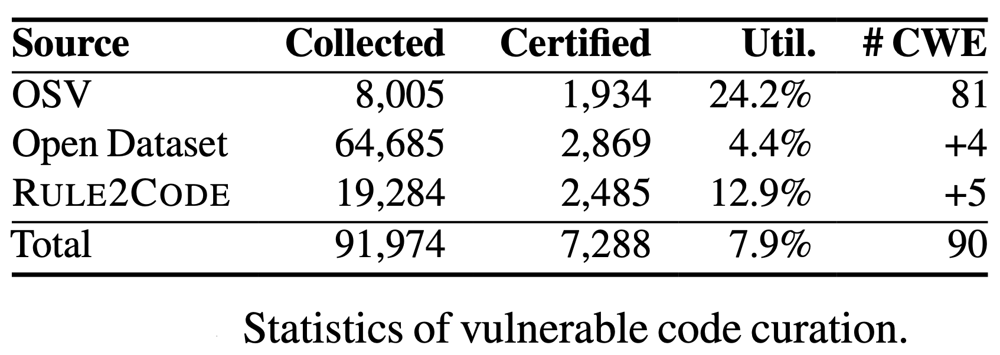 Source Collected Certified Util. # CWE
OSV 8,005 1,934 24.2% 81
Open Dataset 64,685 2,869 4.4% +4
RULE2CODE 19,284 2,485 12.9% +5
Total 91,974 7,288 7.9% 90
Statistics of vulnerable code curation.